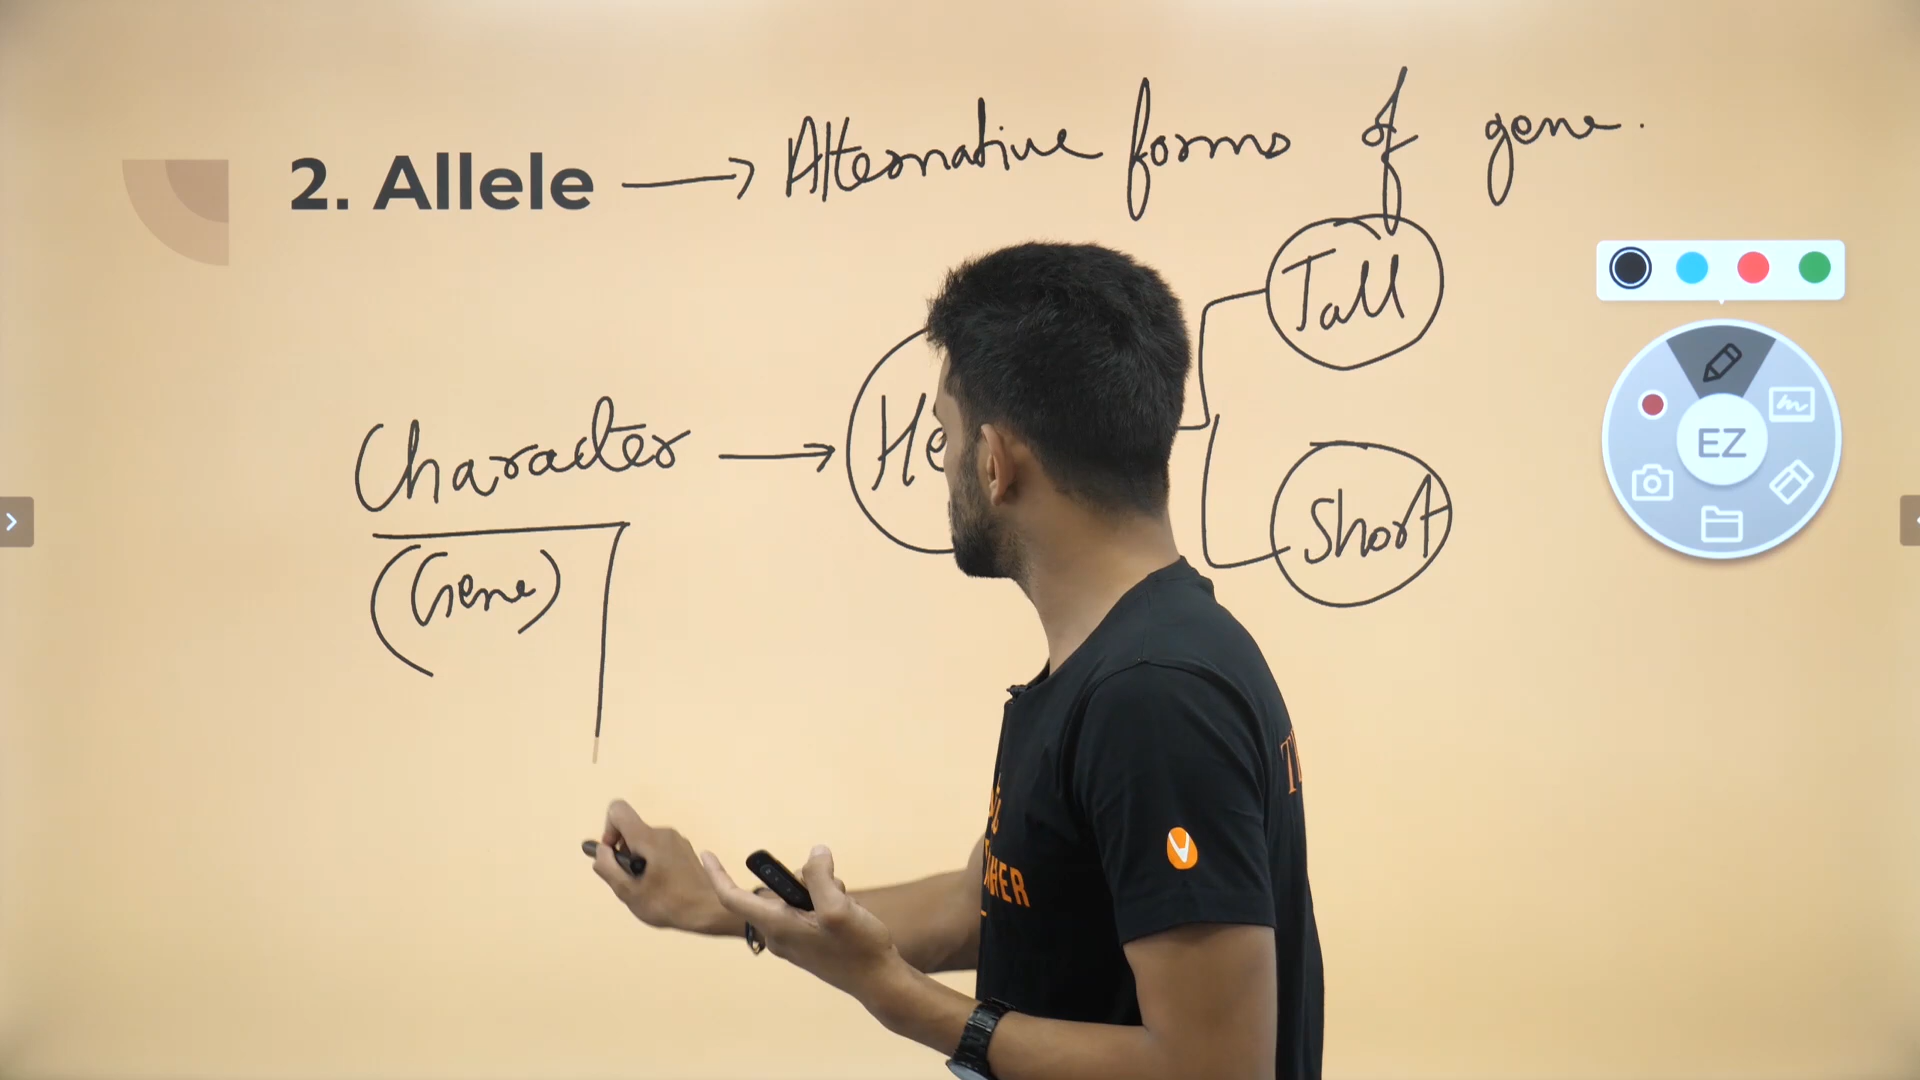 2. Allele → Alternative forms of gene.
Tall
Character → He
Short
(Gene)
EZ